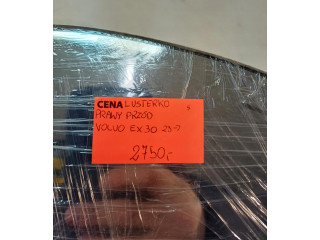 CENA LUSTERKO
PRAWY PRZÓD
VOLVO EX30 23-?
2750,-